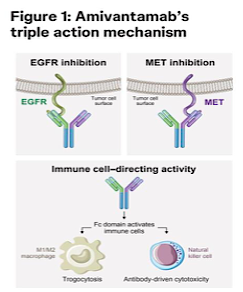 Figure 1: Amivantamab's
triple action mechanism
EGFR inhibition
EGFR
Tumor cell
surface
MET inhibition
Tumor cell
surface
MET
Immune cell–directing activity
Fc domain activates
immune cells
M1/M2
macrophage
Natural
killer cell
Trogocytosis
Antibody-driven cytotoxicity